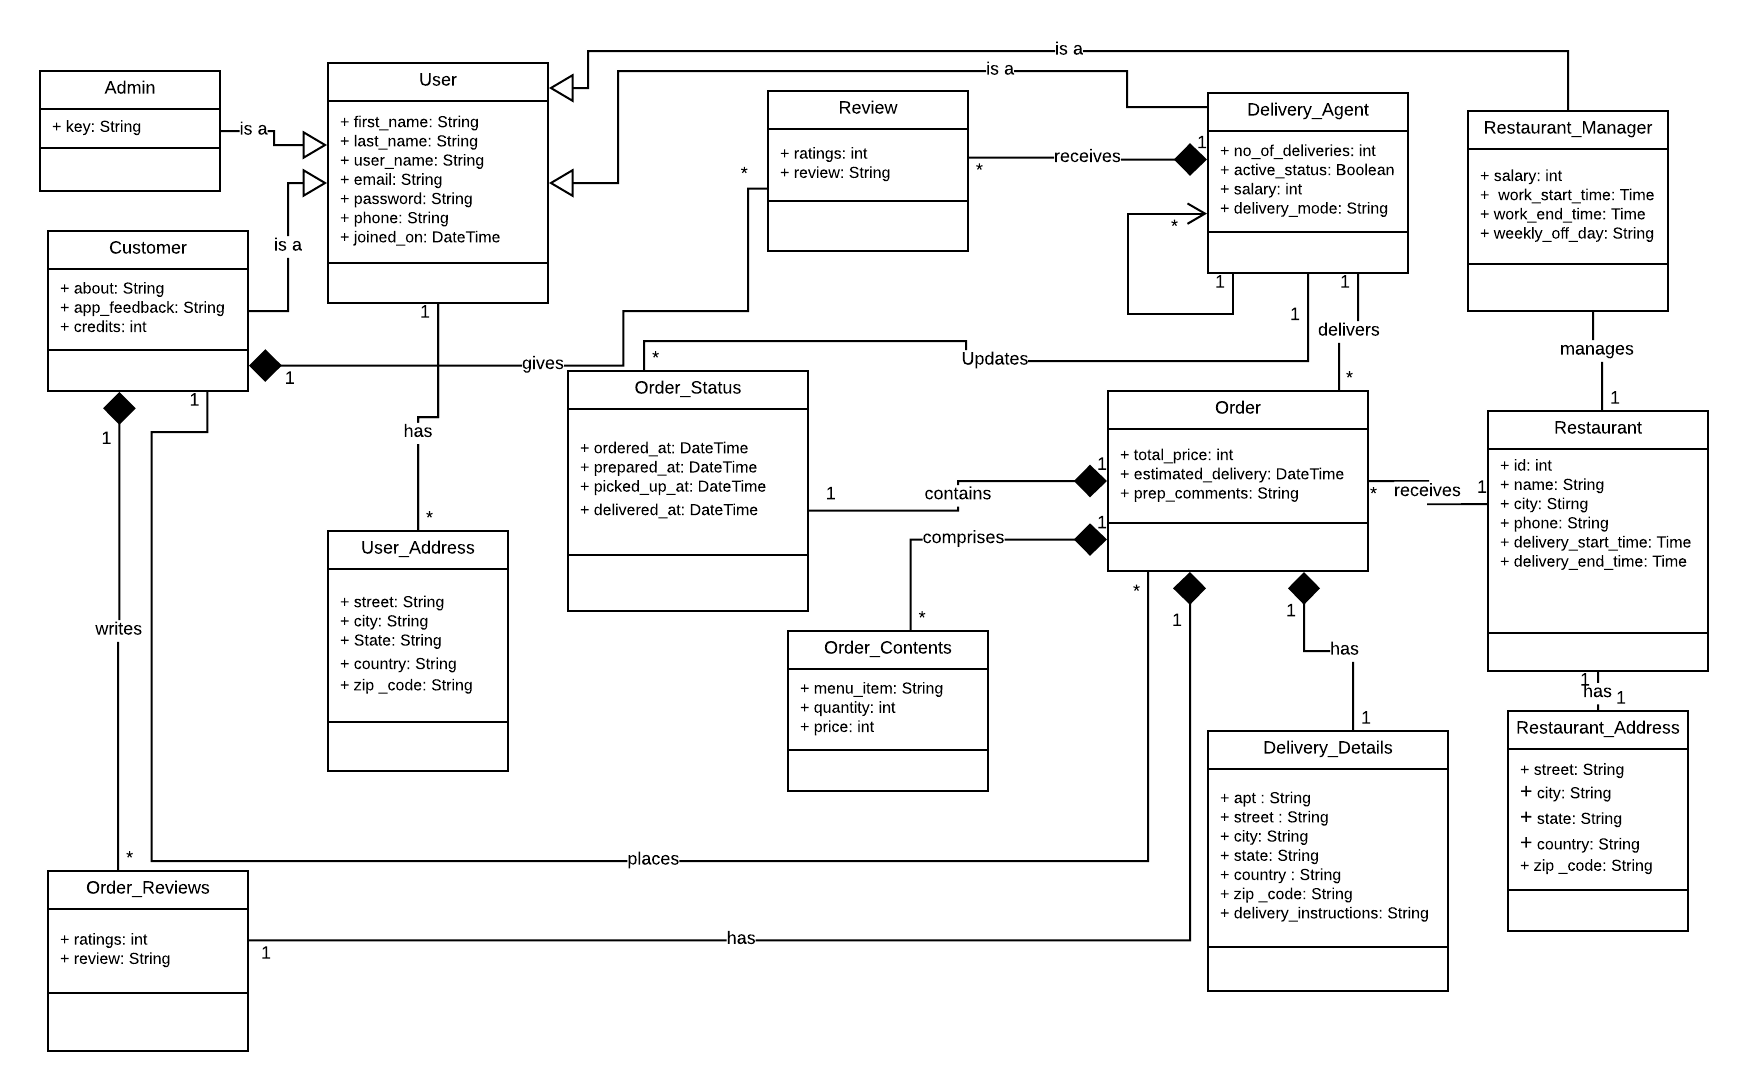 is a
is a
Admin
+ key: String
is a
User
+ first_name: String
+ last_name: String
+ user_name: String
+ email: String
+ password: String
+ phone: String
+ joined_on: DateTime
1
Review
+ ratings: int
+ review: String
*
*
receives
1
Delivery_Agent
+ no_of_deliveries: int
+ active_status: Boolean
+ salary: int
+ delivery_mode: String
*
1
1
1
Restaurant_Manager
+ salary: int
+  work_start_time: Time
+ work_end_time: Time
+ weekly_off_day: String
manages
1
Customer
+ about: String
+ app_feedback: String
+ credits: int
is a
1
gives
1
1
delivers
*
Updates
*
has
*
Order_Status
+ ordered_at: DateTime
+ prepared_at: DateTime
+ picked_up_at: DateTime
+ delivered_at: DateTime
1
contains
1
comprises
1
*
Order
+ total_price: int
+ estimated_delivery: DateTime
+ prep_comments: String
*
receives
1
Restaurant
+ id: int
+ name: String
+ city: Stirng
+ phone: String
+ delivery_start_time: Time
+ delivery_end_time: Time
User_Address
+ street: String
+ city: String
+ State: String
+ country: String
+ zip _code: String
*
1
1
writes
Order_Contents
+ menu_item: String
+ quantity: int
+ price: int
has
1
1
has
1
Restaurant_Address
+ street: String
+ city: String
+ state: String
+ country: String
+ zip _code: String
Delivery_Details
+ apt : String
+ street : String
+ city: String
+ state: String
+ country : String
+ zip _code: String
+ delivery_instructions: String
*
places
Order_Reviews
+ ratings: int
+ review: String
1
has